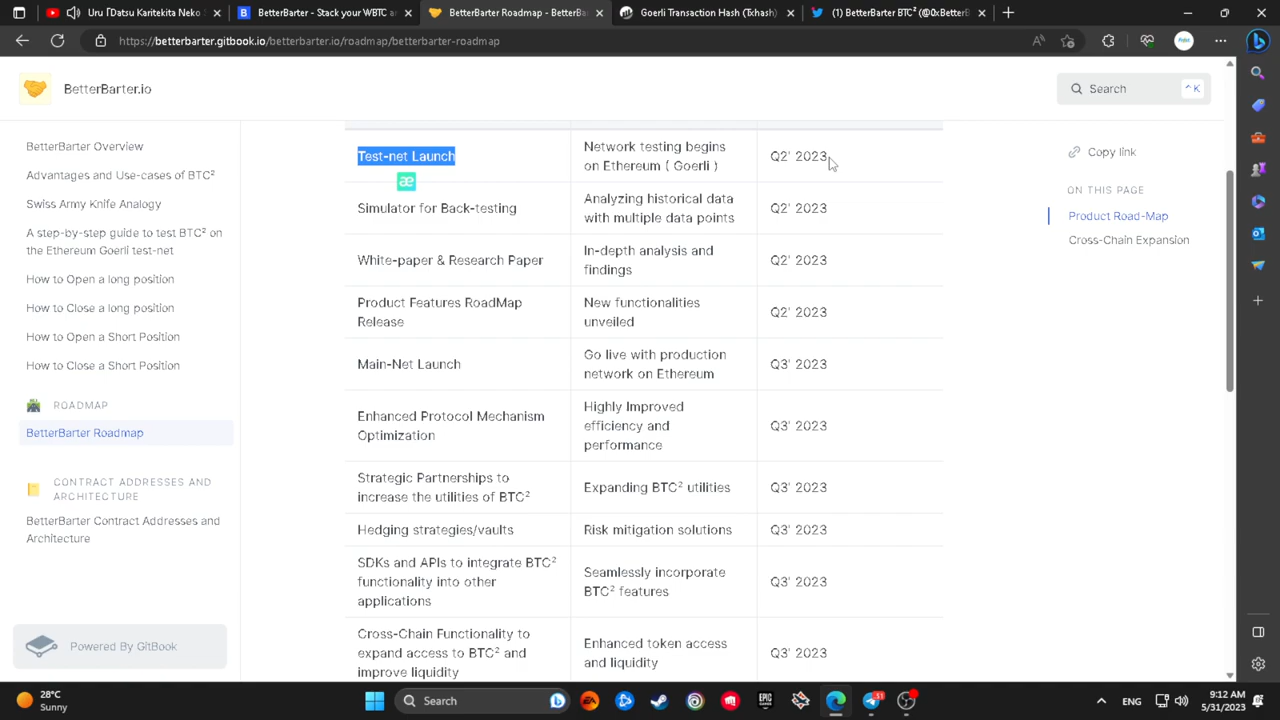 Uru『Datsu Karitekita Neko S
BetterBarter - Stack your WBTC an
BetterBarter Roadmap - BetterBa
Goerli Transaction Hash (Txhash)
(1) BetterBarter BTC² (@0xBetterB
https://betterbarter.gitbook.io/betterbarter.io/roadmap/betterbarter-roadmap
BetterBarter.io
Search
⌃ K
BetterBarter Overview
Advantages and Use-cases of BTC²
Swiss Army Knife Analogy
A step-by-step guide to test BTC² on
the Ethereum Goerli test-net
How to Open a long position
How to Close a long position
How to Open a Short Position
How to Close a Short Position
ROADMAP
BetterBarter Roadmap
CONTRACT ADDRESSES AND
ARCHITECTURE
BetterBarter Contract Addresses and
Architecture
Powered By GitBook
Test-net Launch
Network testing begins
on Ethereum ( Goerli )
Q2' 2023
æ
Simulator for Back-testing
Analyzing historical data
with multiple data points
Q2' 2023
White-paper & Research Paper
In-depth analysis and
findings
Q2' 2023
Product Features RoadMap
Release
New functionalities
unveiled
Q2' 2023
Main-Net Launch
Go live with production
network on Ethereum
Q3' 2023
Enhanced Protocol Mechanism
Optimization
Highly Improved
efficiency and
performance
Q3' 2023
Strategic Partnerships to
increase the utilities of BTC²
Expanding BTC² utilities
Q3' 2023
Hedging strategies/vaults
Risk mitigation solutions
Q3' 2023
SDKs and APIs to integrate BTC²
functionality into other
applications
Seamlessly incorporate
BTC² features
Q3' 2023
Cross-Chain Functionality to
expand access to BTC² and
improve liquidity
Enhanced token access
and liquidity
Q3' 2023
Copy link
ON THIS PAGE
Product Road-Map
Cross-Chain Expansion
28°C
Sunny
Search
EA
EPIC
GAMES
31
ENG
9:12 AM
5/31/2023